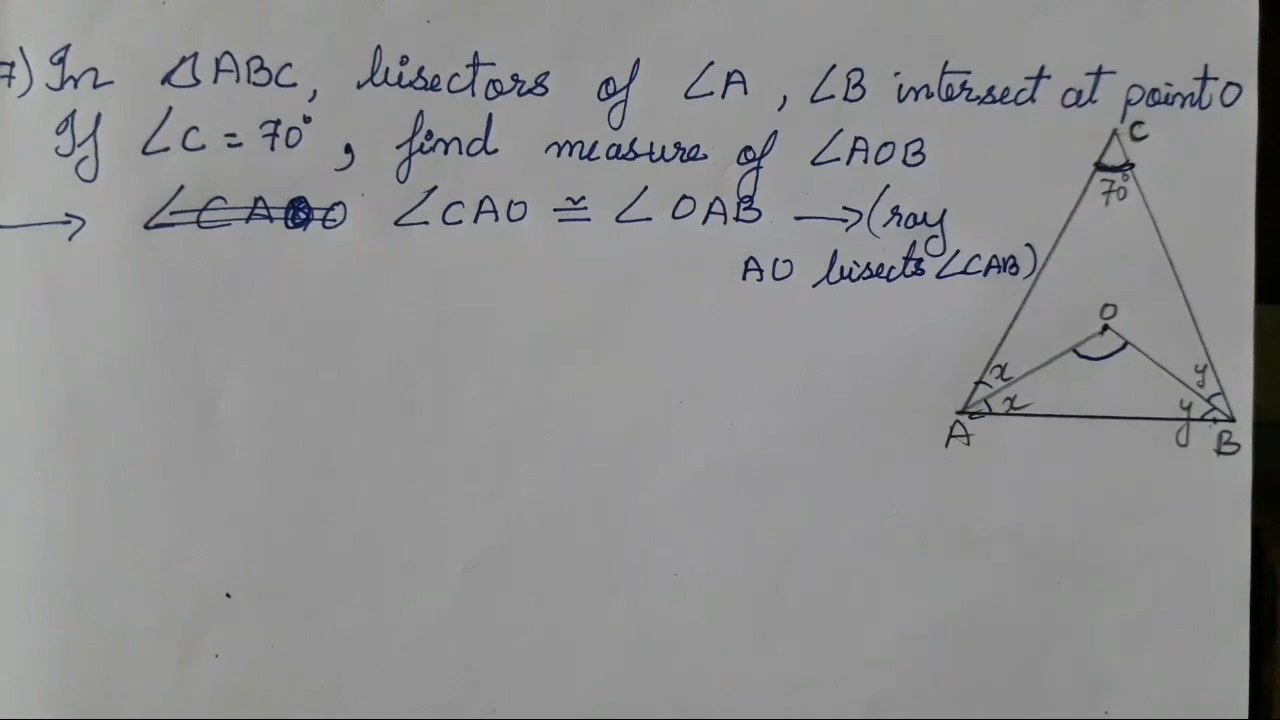 7) In △ABC, bisectors of ∠A, ∠B intersect at point O
If ∠C = 70°, find measure of ∠AOB
→ ∠CAO ≅ ∠OAB → (ray
AO bisects ∠CAB)
C
70°
O
x
x
y
y
A
B